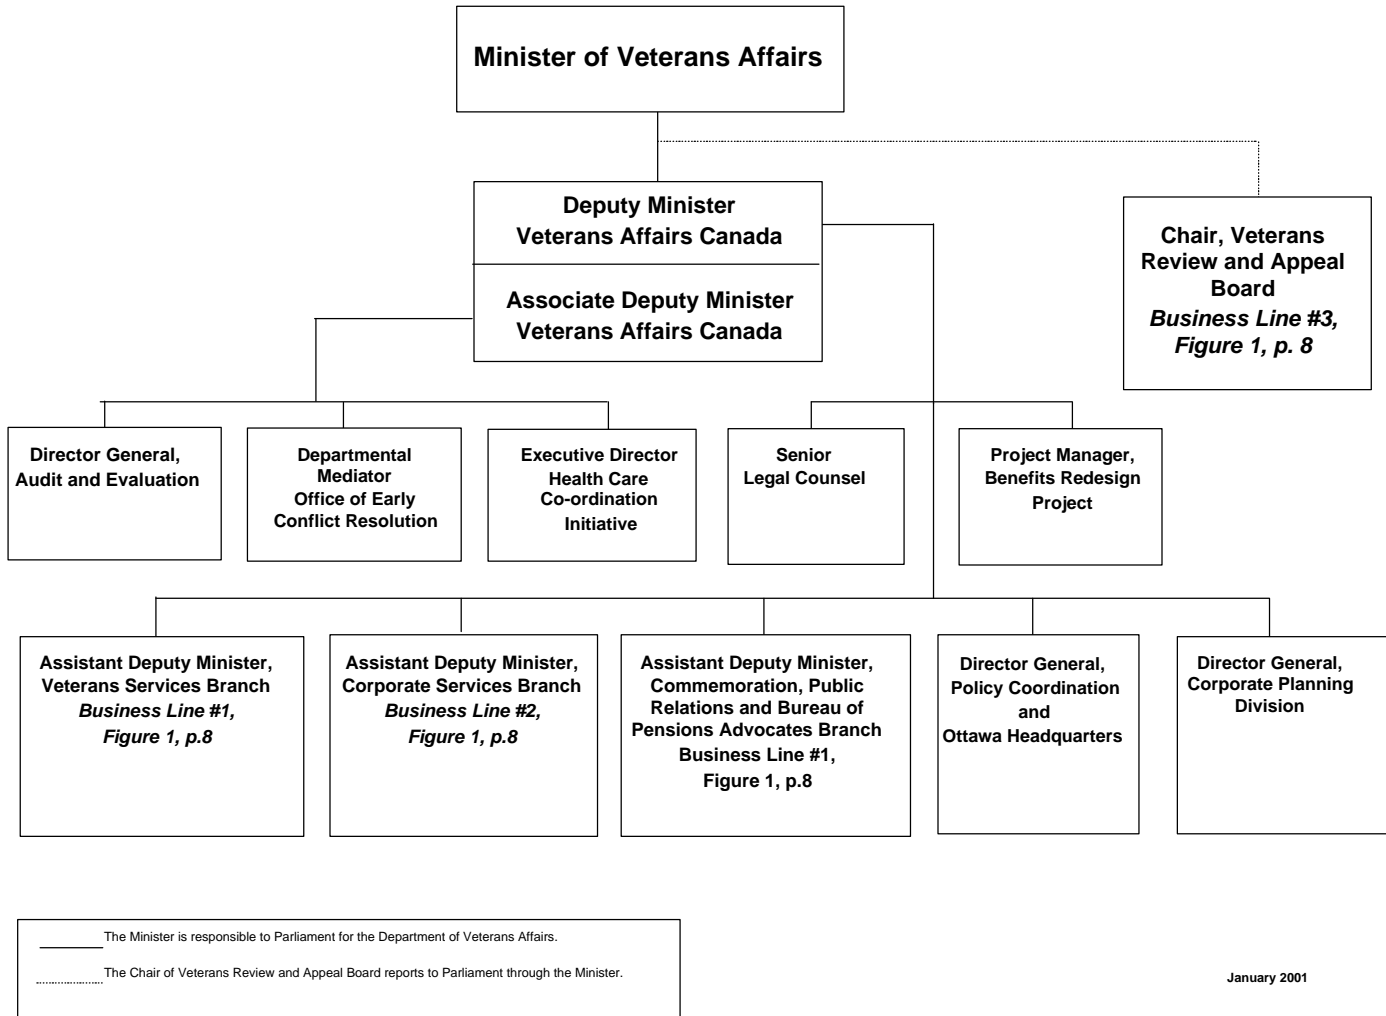 Minister of Veterans Affairs
Deputy Minister
Veterans Affairs Canada
Associate Deputy Minister
Veterans Affairs Canada
Chair, Veterans
Review and Appeal
Board
Business Line #3,
Figure 1, p. 8
Director General,
Audit and Evaluation
Departmental
Mediator
Office of Early
Conflict Resolution
Executive Director
Health Care
Co-ordination
Initiative
Senior
Legal Counsel
Project Manager,
Benefits Redesign
Project
Assistant Deputy Minister,
Veterans Services Branch
Business Line #1,
Figure 1, p.8
Assistant Deputy Minister,
Corporate Services Branch
Business Line #2,
Figure 1, p.8
Assistant Deputy Minister,
Commemoration, Public
Relations and Bureau of
Pensions Advocates Branch
Business Line #1,
Figure 1, p.8
Director General,
Policy Coordination
and
Ottawa Headquarters
Director General,
Corporate Planning
Division
The Minister is responsible to Parliament for the Department of Veterans Affairs.
The Chair of Veterans Review and Appeal Board reports to Parliament through the Minister.
January 2001